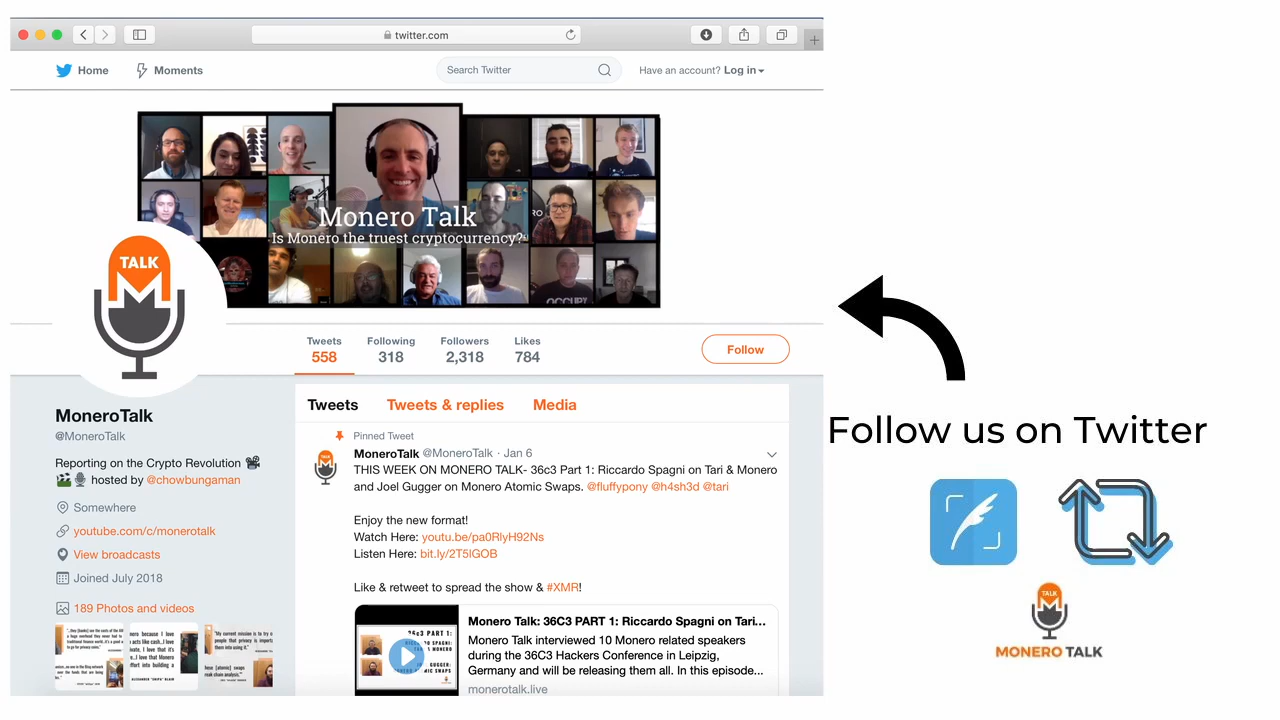 twitter.com
Home
Moments
Search Twitter
Have an account? Log in
Monero Talk
Is Monero the truest cryptocurrency?
OCCUPY
TALK
Tweets
558
Following
318
Followers
2,318
Likes
784
Follow
MoneroTalk
@MoneroTalk
Reporting on the Crypto Revolution
hosted by @chowbungaman
Somewhere
youtube.com/c/monerotalk
View broadcasts
Joined July 2018
189 Photos and videos
Tweets
Tweets & replies
Media
Pinned Tweet
MoneroTalk @MoneroTalk · Jan 6
THIS WEEK ON MONERO TALK- 36c3 Part 1: Riccardo Spagni on Tari & Monero
and Joel Gugger on Monero Atomic Swaps. @fluffypony @h4sh3d @tari
Enjoy the new format!
Watch Here: youtu.be/pa0RlyH92Ns
Listen Here: bit.ly/2T5lGOB
Like & retweet to spread the show & #XMR!
Monero Talk: 36C3 PART 1: Riccardo Spagni on Tari...
Monero Talk interviewed 10 Monero related speakers
during the 36C3 Hackers Conference in Leipzig,
Germany and will be releasing them all. In this episode...
monerotalk.live
Follow us on Twitter
TALK
MONERO TALK